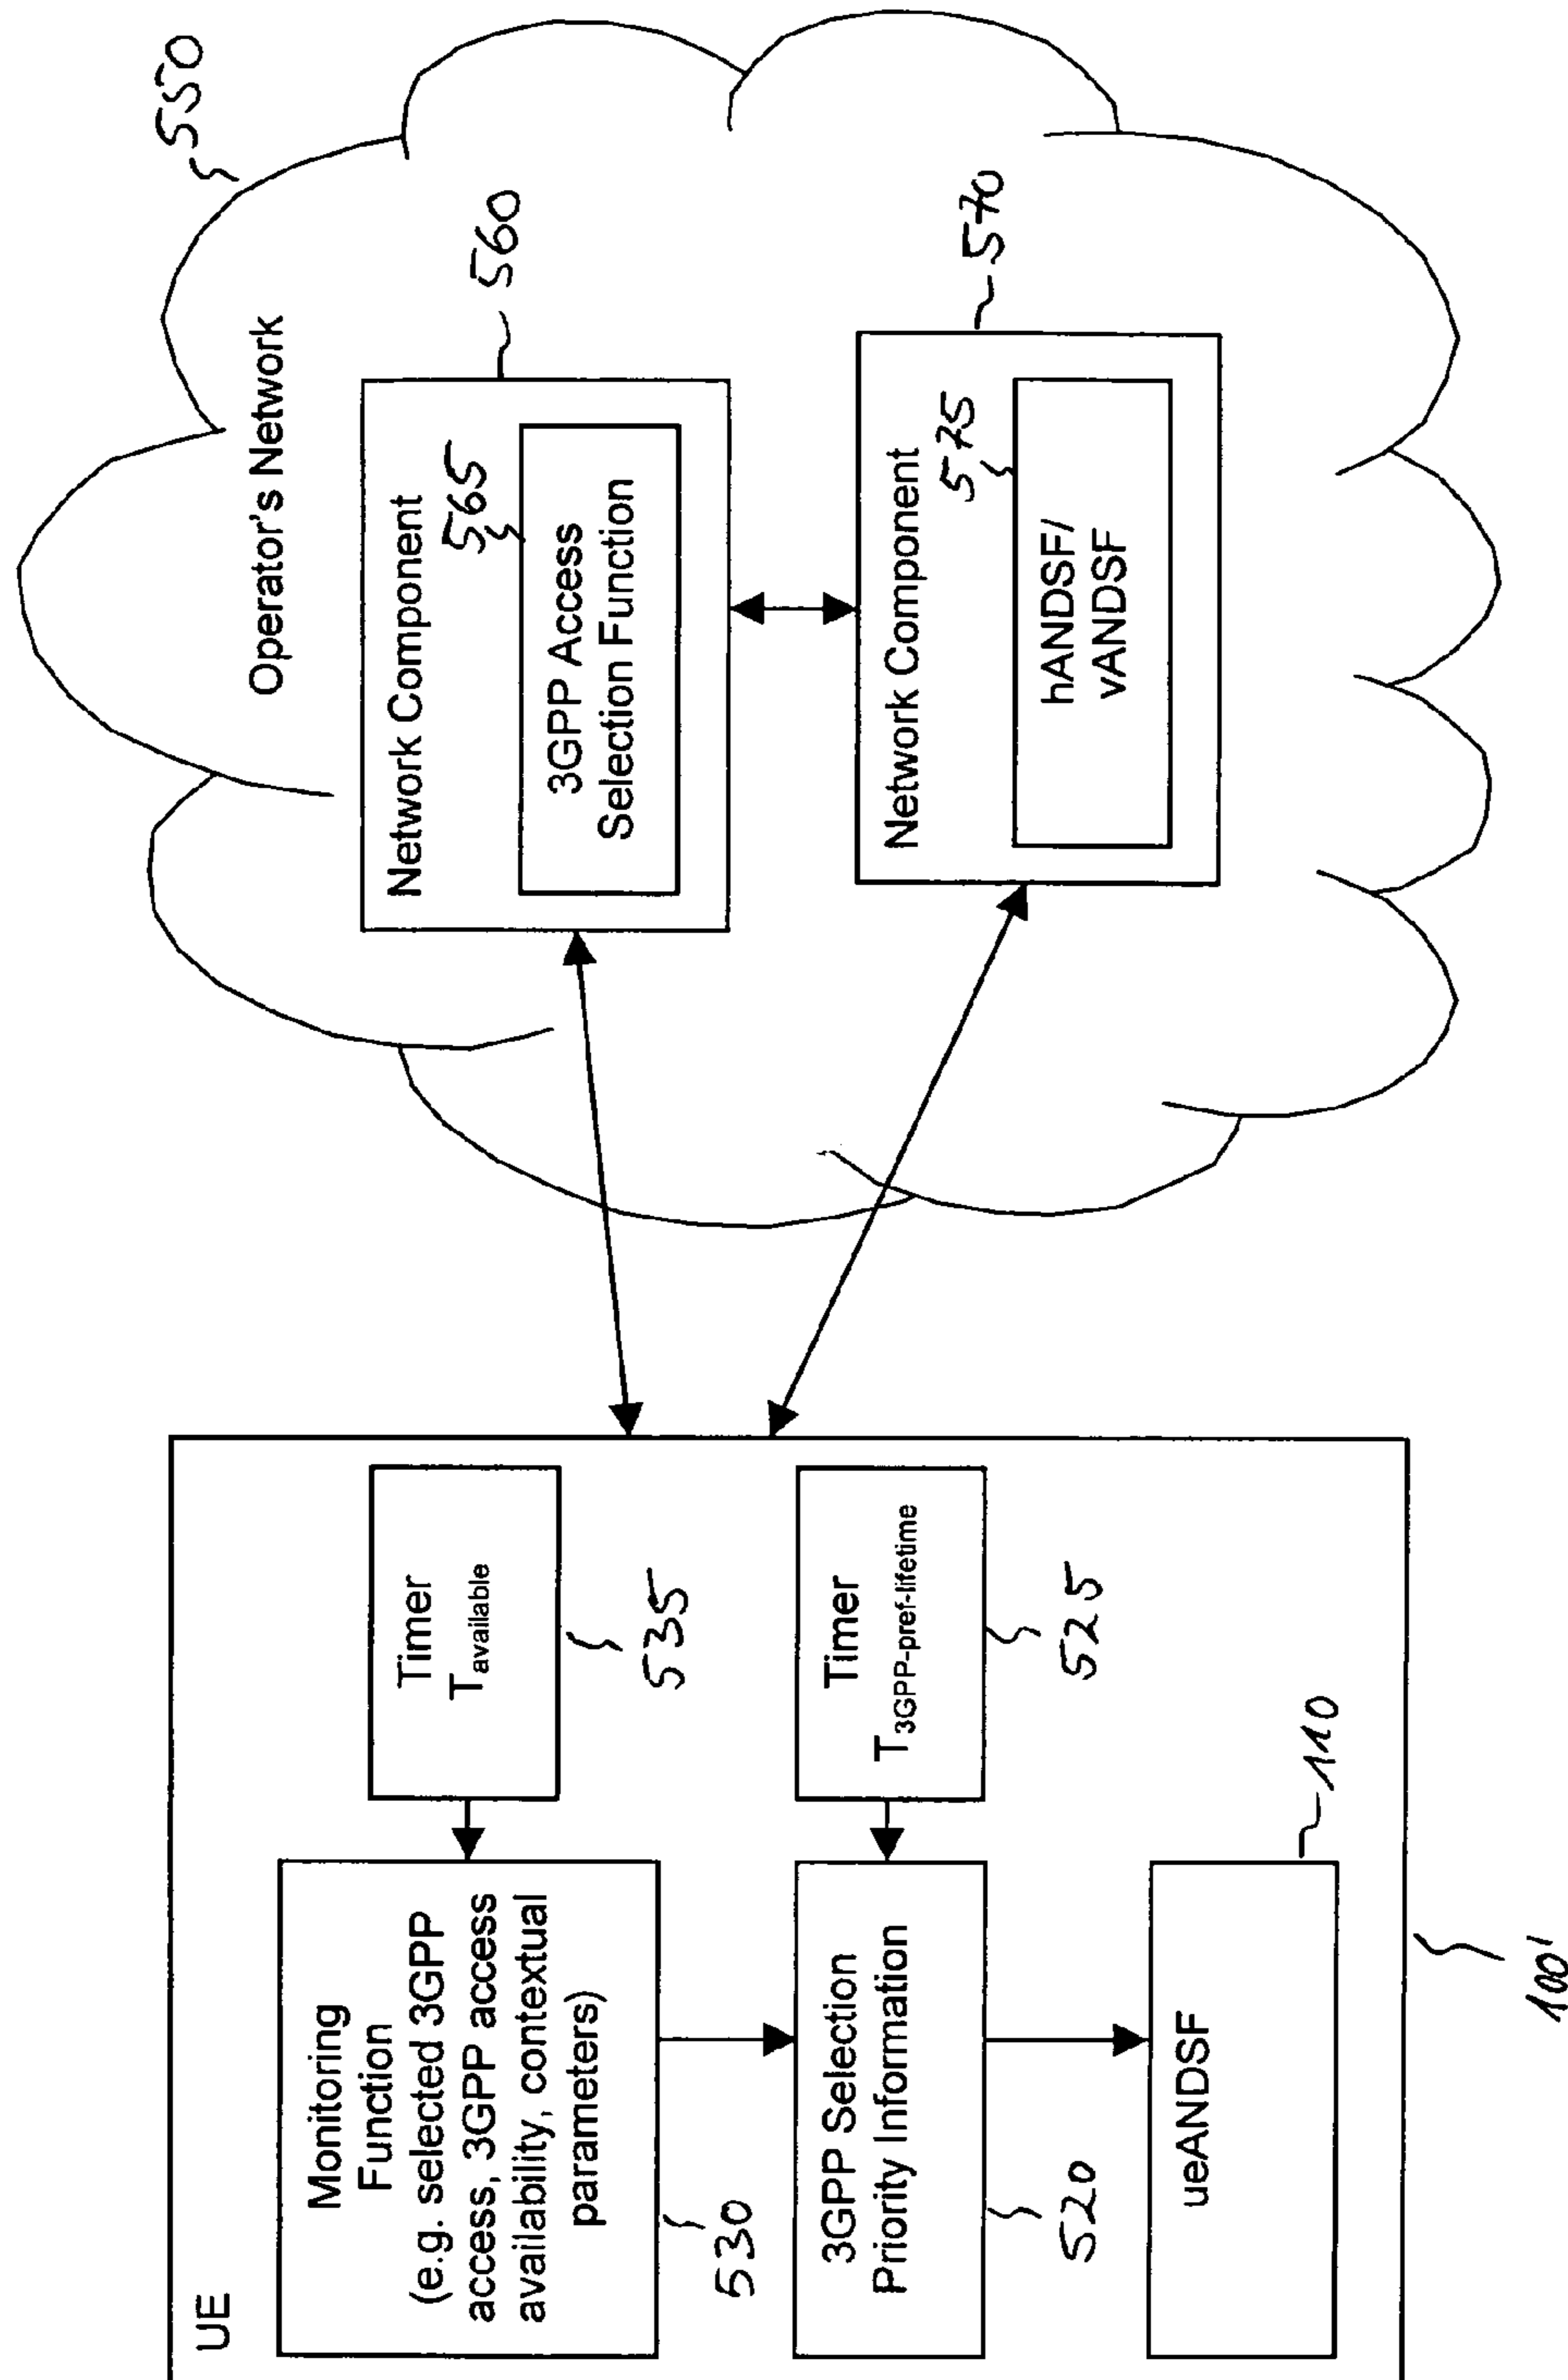 UE
Monitoring
Function
(e.g. selected 3GPP
access, 3GPP access
availability, contextual
parameters)
530
Timer
Tavailable
535
3GPP Selection
Priority Information
520
Timer
T3GPP-pref-lifetime
525
ueANDSF
110
100'
550
Operator's Network
560
Network Component
565
3GPP Access
Selection Function
570
Network Component
575
hANDSF/
vANDSF